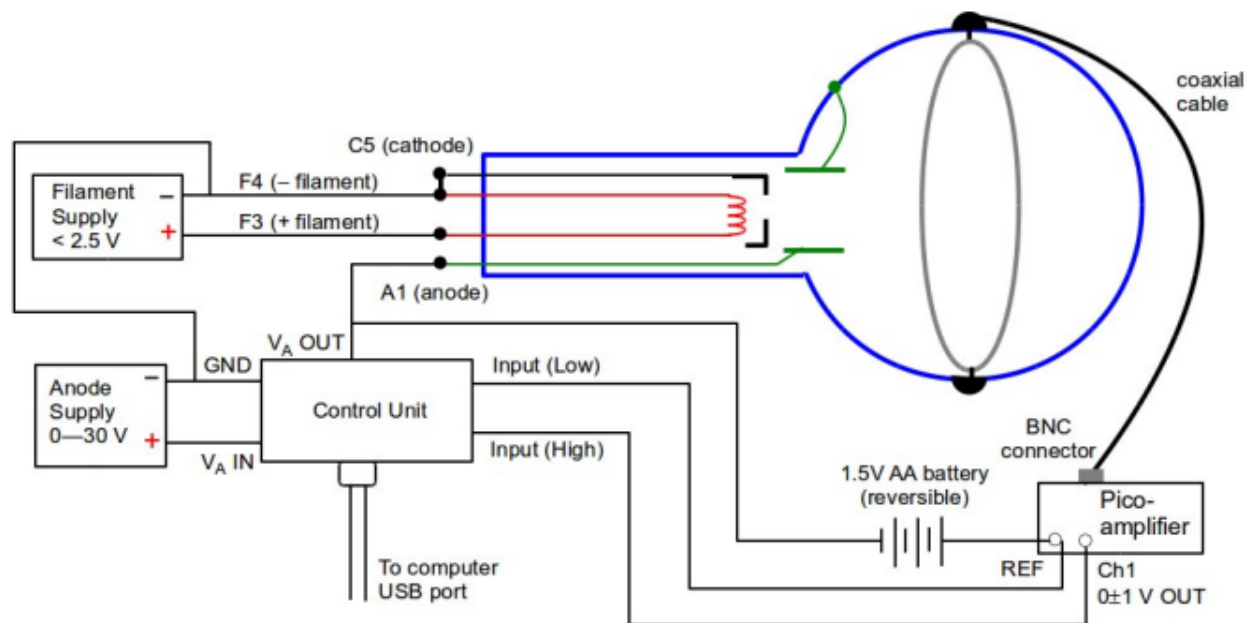 coaxial
cable
C5 (cathode)
F4 (– filament)
Filament
Supply
< 2.5 V
–
+
F3 (+ filament)
A1 (anode)
V_A OUT
GND
Anode
Supply
0—30 V
–
+
V_A IN
Control Unit
Input (Low)
Input (High)
To computer
USB port
1.5V AA battery
(reversible)
BNC
connector
Pico-
amplifier
REF
Ch1
0±1 V OUT